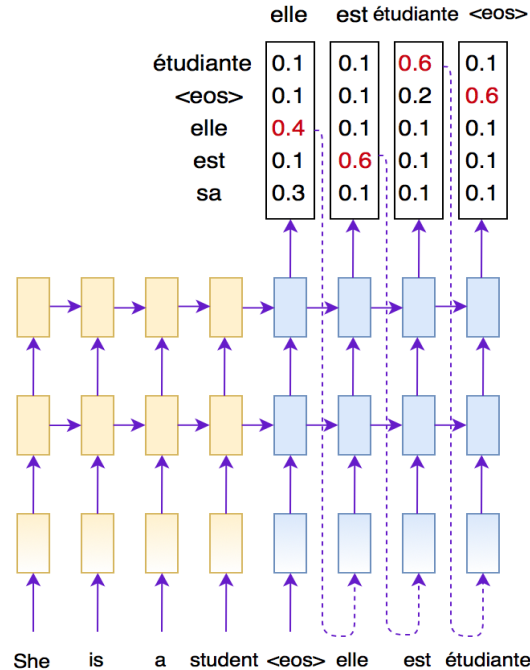 elle est étudiante <eos>
étudiante 0.1 0.1 0.6 0.1
<eos> 0.1 0.1 0.2 0.6
elle 0.4 0.1 0.1 0.1
est 0.1 0.6 0.1 0.1
sa 0.3 0.1 0.1 0.1
She is a student <eos> elle est étudiante